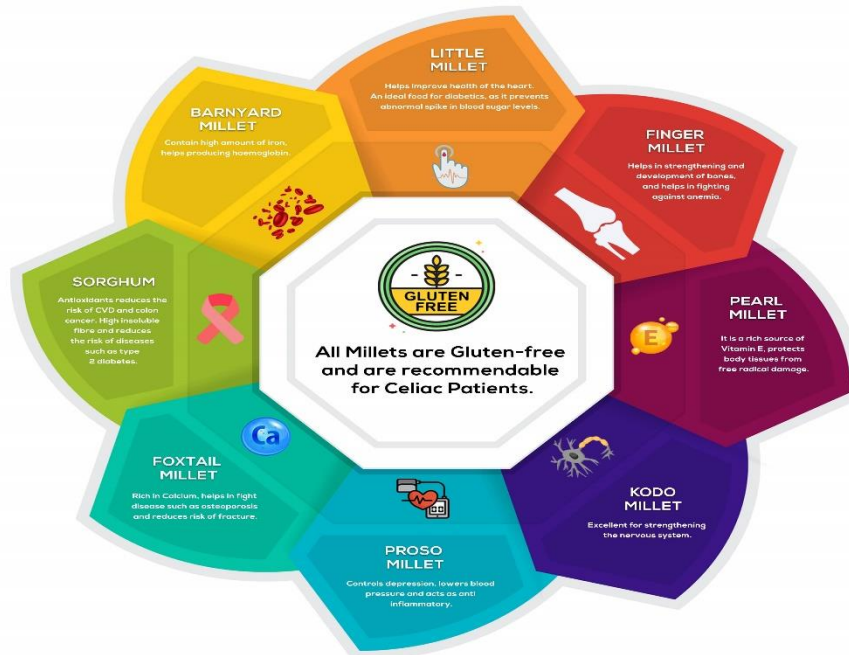 LITTLE
MILLET
Helps improve health of the heart.
An ideal food for diabetics, as it prevents
abnormal spike in blood sugar levels.
FINGER
MILLET
Helps in strengthening and
development of bones,
and helps in fighting
against anemia.
PEARL
MILLET
It is a rich source of
Vitamin E, protects
body tissues from
free radical damage.
E
KODO
MILLET
Excellent for strengthening
the nervous system.
PROSO
MILLET
Controls depression, lowers blood
pressure and acts as anti
inflammatory.
FOXTAIL
MILLET
Rich in Calcium, helps in fight
disease such as osteoporosis
and reduces risk of fracture.
Ca
SORGHUM
Antioxidants reduces the
risk of CVD and colon
cancer. High insoluble
fibre and reduces
the risk of diseases
such as type
2 diabetes.
BARNYARD
MILLET
Contain high amount of iron,
helps producing haemoglobin.
GLUTEN
FREE
All Millets are Gluten-free
and are recommendable
for Celiac Patients.